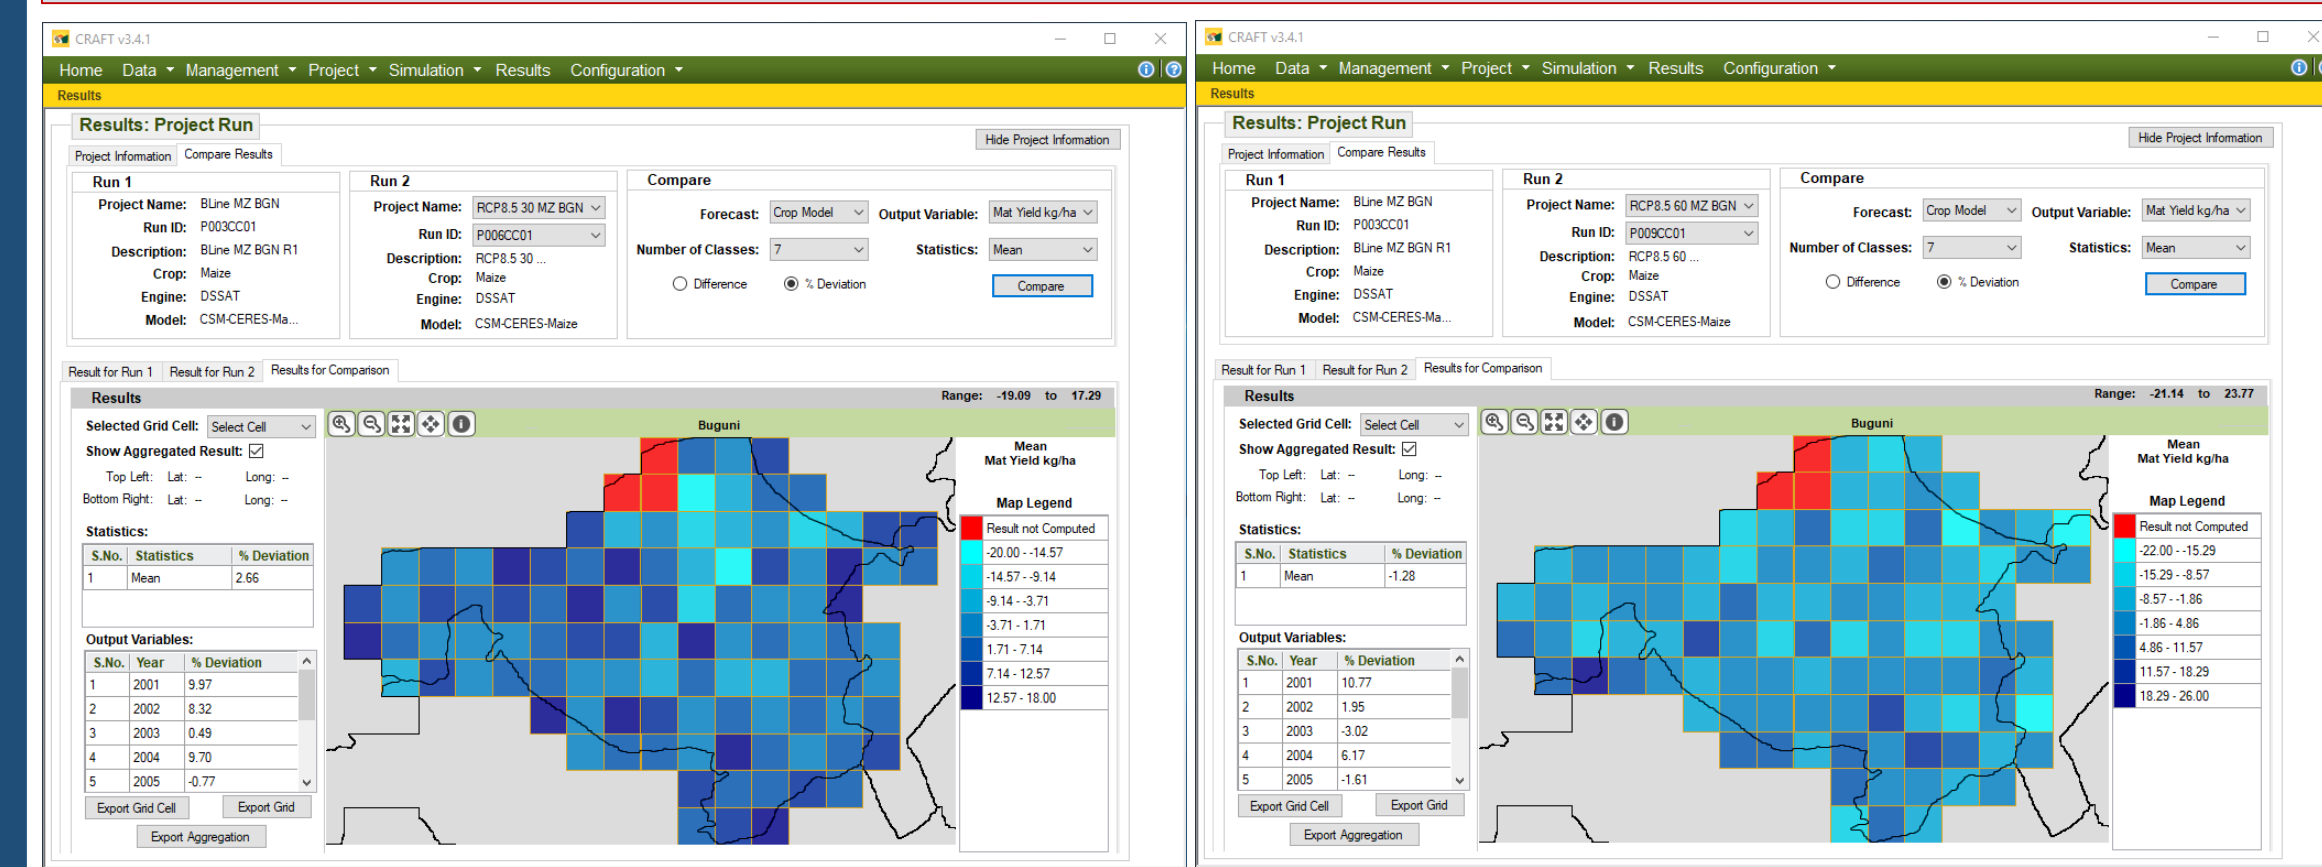 CRAFT v3.4.1
Home Data Management Project Simulation Results Configuration
Results
Results: Project Run
Hide Project Information
Project Information Compare Results
Run 1
Project Name: BLine MZ BGN
Run ID: P003CC01
Description: BLine MZ BGN R1
Crop: Maize
Engine: DSSAT
Model: CSM-CERES-Ma...
Run 2
Project Name: RCP8.5 30 MZ BGN
Run ID: P006CC01
Description: RCP8.5 30 ...
Crop: Maize
Engine: DSSAT
Model: CSM-CERES-Maize
Compare
Forecast: Crop Model Output Variable: Mat Yield kg/ha
Number of Classes: 7 Statistics: Mean
Difference % Deviation Compare
Result for Run 1 Result for Run 2 Results for Comparison
Results Range: -19.09 to 17.29
Selected Grid Cell: Select Cell
Show Aggregated Result:
Top Left: Lat: -- Long: --
Bottom Right: Lat: -- Long: --
Statistics:
S.No. Statistics % Deviation
1 Mean 2.66
Output Variables:
S.No. Year % Deviation
1 2001 9.97
2 2002 8.32
3 2003 0.49
4 2004 9.70
5 2005 -0.77
Export Grid Cell Export Grid
Export Aggregation
Buguni
Mean
Mat Yield kg/ha
Map Legend
Result not Computed
-20.00 - -14.57
-14.57 - -9.14
-9.14 - -3.71
-3.71 - 1.71
1.71 - 7.14
7.14 - 12.57
12.57 - 18.00
CRAFT v3.4.1
Home Data Management Project Simulation Results Configuration
Results
Results: Project Run
Hide Project Information
Project Information Compare Results
Run 1
Project Name: BLine MZ BGN
Run ID: P003CC01
Description: BLine MZ BGN R1
Crop: Maize
Engine: DSSAT
Model: CSM-CERES-Ma...
Run 2
Project Name: RCP8.5 60 MZ BGN
Run ID: P009CC01
Description: RCP8.5 60 ...
Crop: Maize
Engine: DSSAT
Model: CSM-CERES-Maize
Compare
Forecast: Crop Model Output Variable: Mat Yield kg/ha
Number of Classes: 7 Statistics: Mean
Difference % Deviation Compare
Result for Run 1 Result for Run 2 Results for Comparison
Results Range: -21.14 to 23.77
Selected Grid Cell: Select Cell
Show Aggregated Result:
Top Left: Lat: -- Long: --
Bottom Right: Lat: -- Long: --
Statistics:
S.No. Statistics % Deviation
1 Mean -1.28
Output Variables:
S.No. Year % Deviation
1 2001 10.77
2 2002 1.95
3 2003 -3.02
4 2004 6.17
5 2005 -1.61
Export Grid Cell Export Grid
Export Aggregation
Buguni
Mean
Mat Yield kg/ha
Map Legend
Result not Computed
-22.00 - -15.29
-15.29 - -8.57
-8.57 - -1.86
-1.86 - 4.86
4.86 - 11.57
11.57 - 18.29
18.29 - 26.00